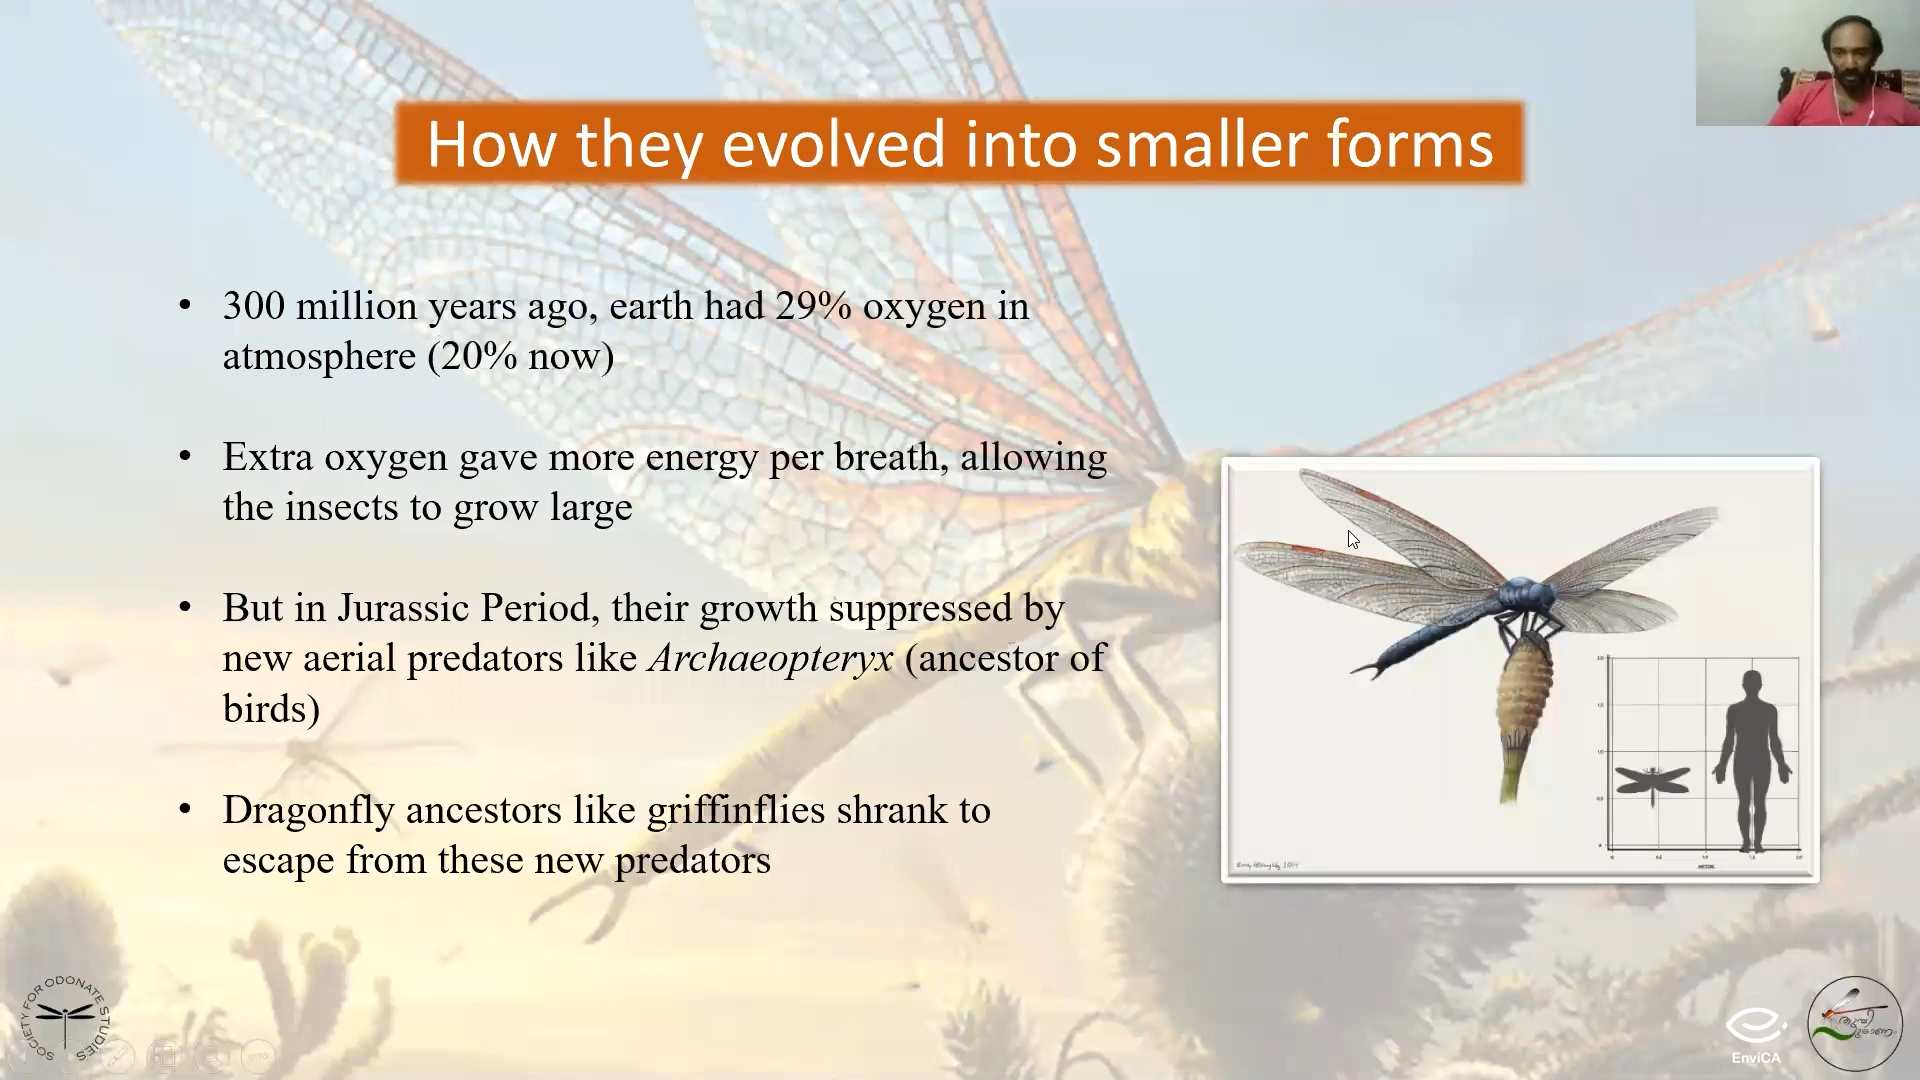 How they evolved into smaller forms
• 300 million years ago, earth had 29% oxygen in
atmosphere (20% now)
• Extra oxygen gave more energy per breath, allowing
the insects to grow large
• But in Jurassic Period, their growth suppressed by
new aerial predators like Archaeopteryx (ancestor of
birds)
• Dragonfly ancestors like griffinflies shrank to
escape from these new predators
SOCIETY FOR ODONATE STUDIES
EnviCA